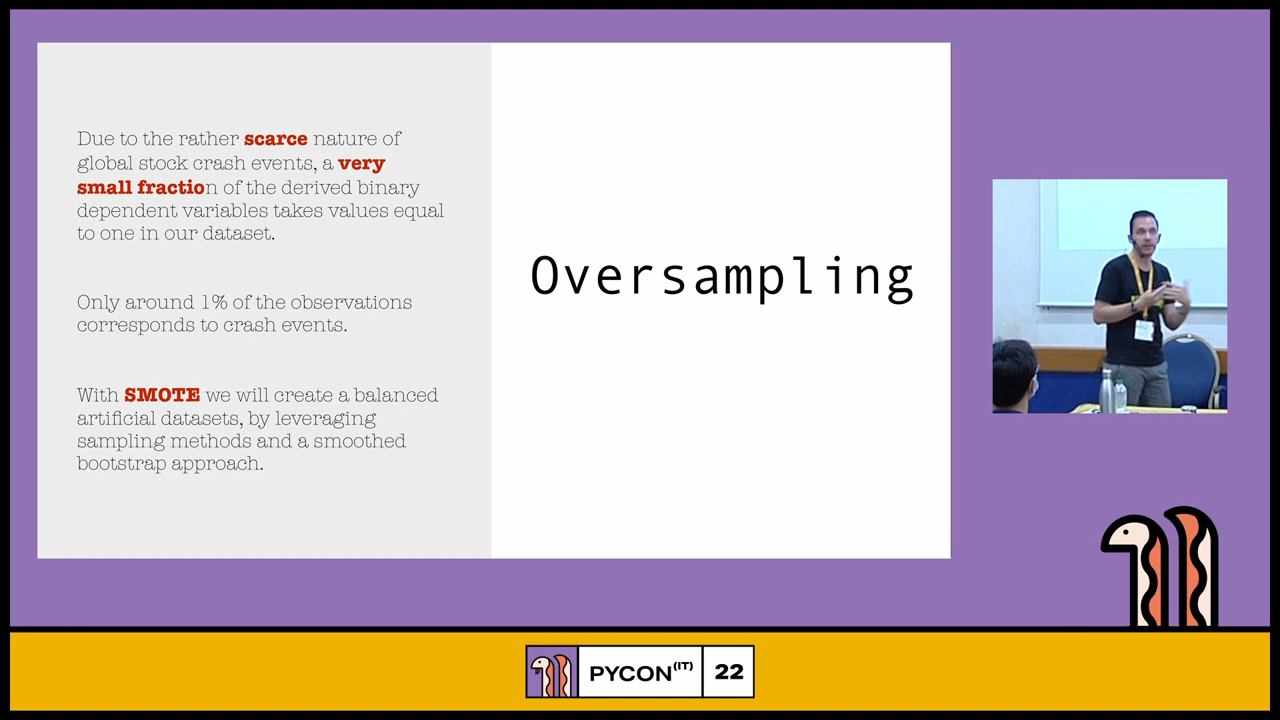 Due to the rather scarce nature of
global stock crash events, a very
small fraction of the derived binary
dependent variables takes values equal
to one in our dataset.
Only around 1% of the observations
corresponds to crash events.
With SMOTE we will create a balanced
artificial datasets, by leveraging
sampling methods and a smoothed
bootstrap approach.
Oversampling
PYCON(IT) 22